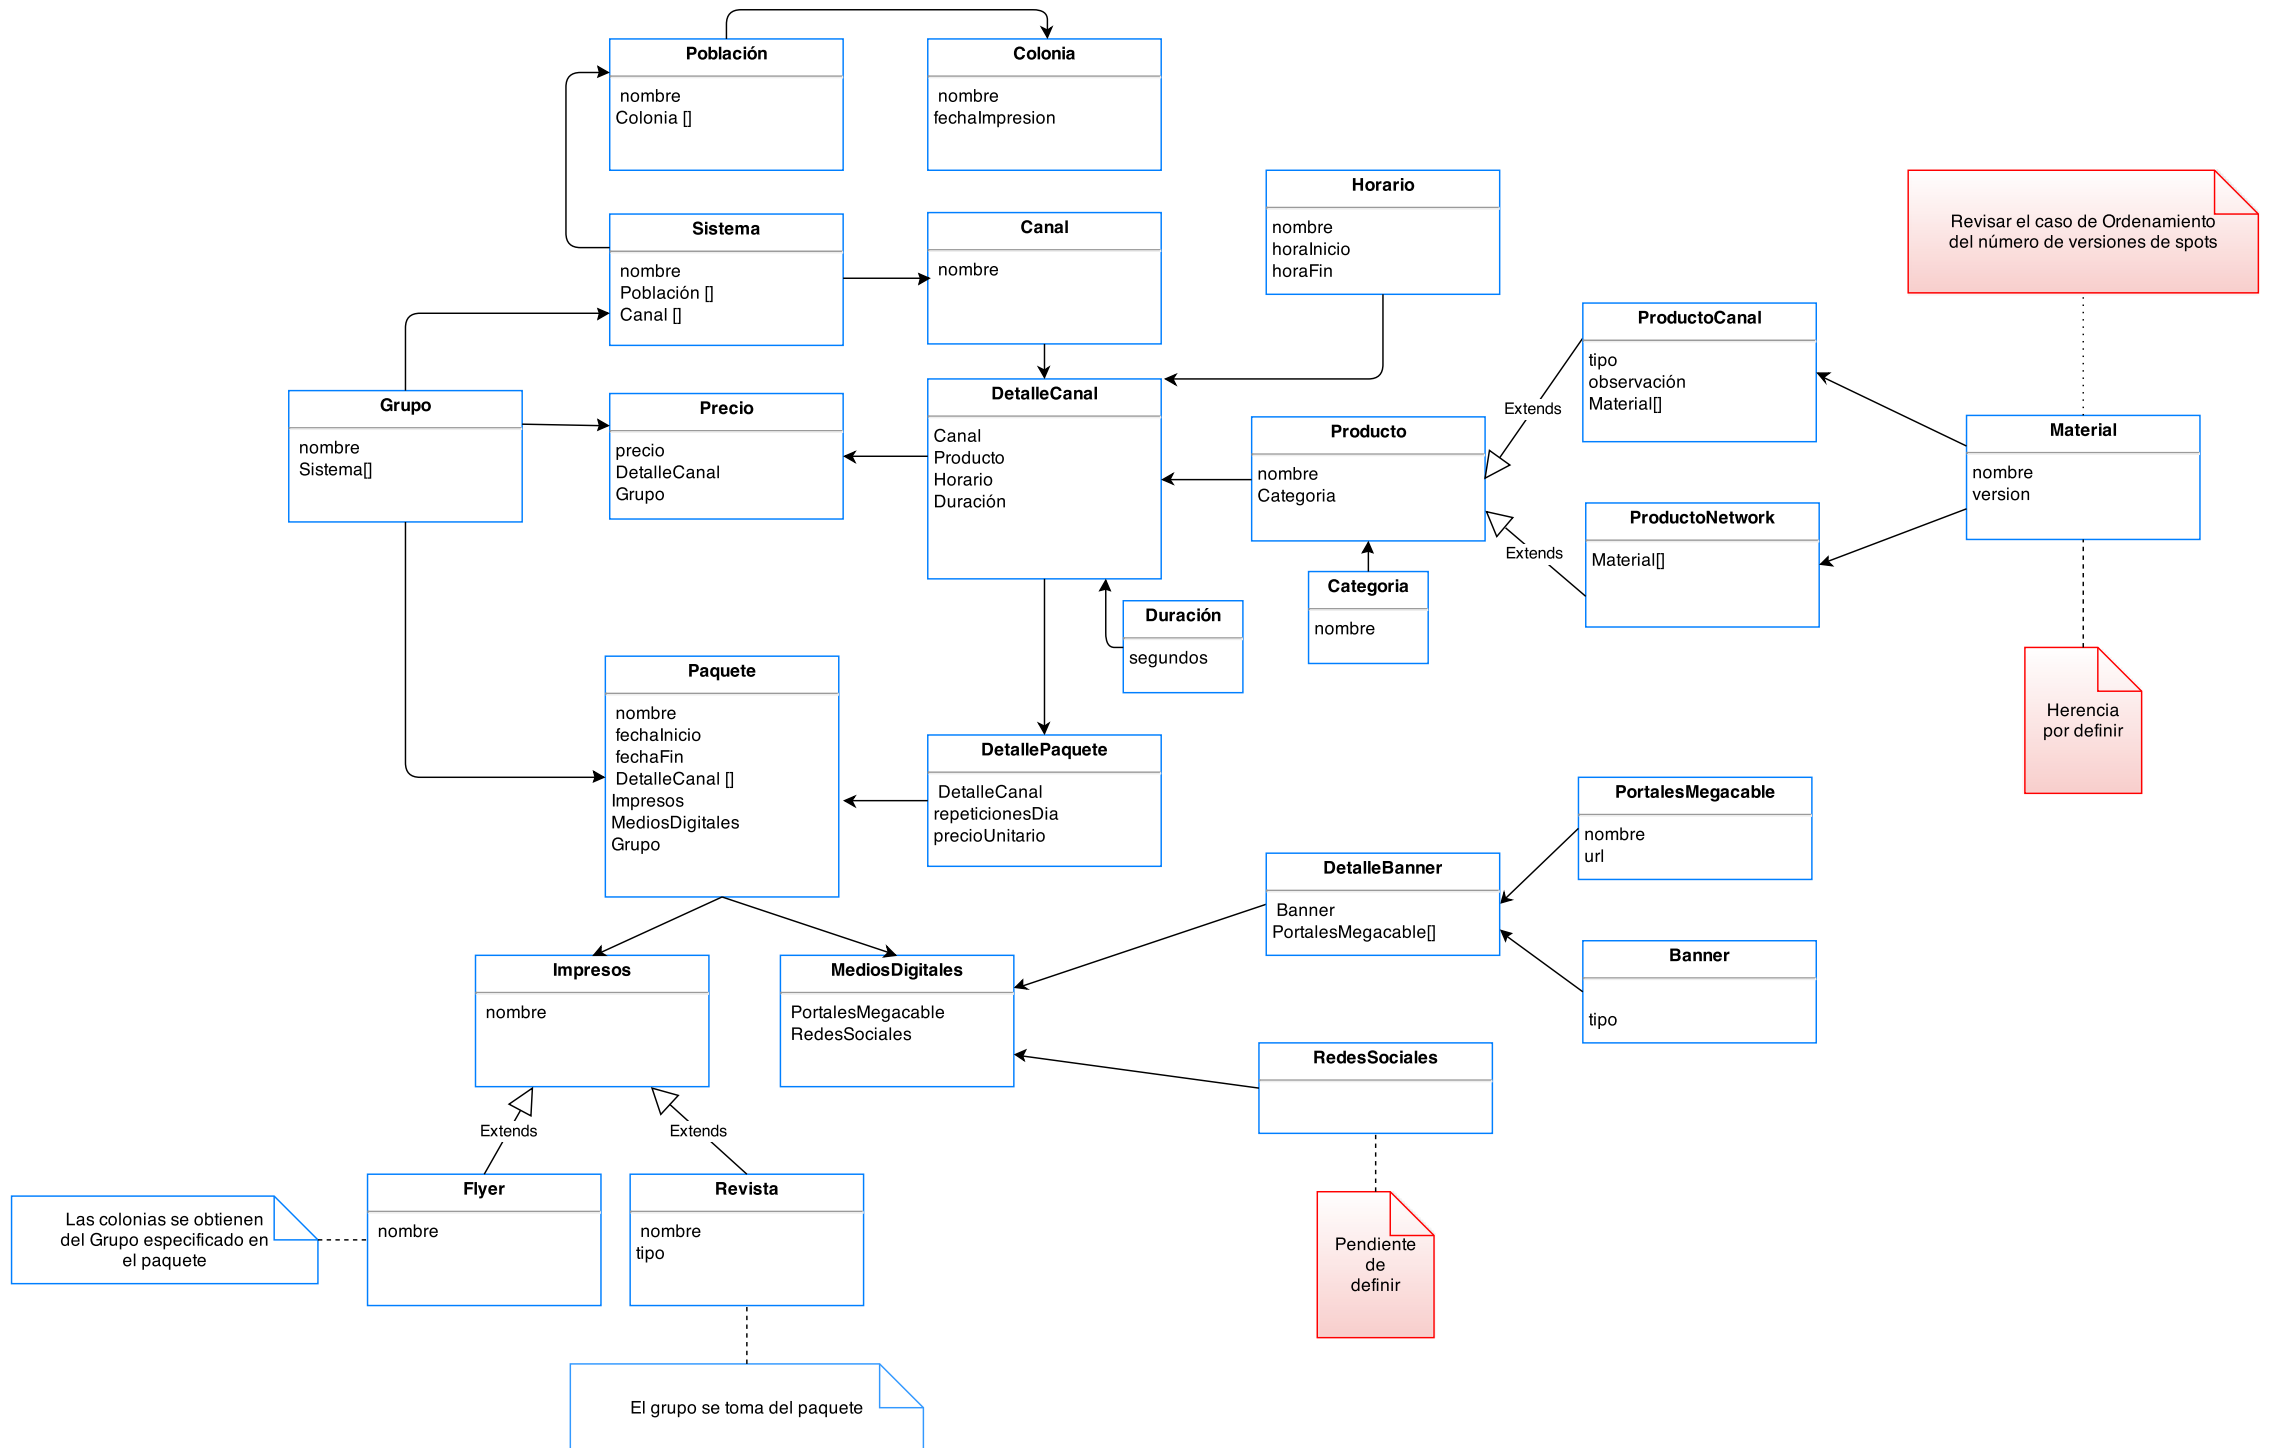 Población
nombre
Colonia []
Colonia
nombre
fechaImpresion
Sistema
nombre
Población []
Canal []
Canal
nombre
Horario
nombre
horaInicio
horaFin
Revisar el caso de Ordenamiento
del número de versiones de spots
Grupo
nombre
Sistema[]
Precio
precio
DetalleCanal
Grupo
DetalleCanal
Canal
Producto
Horario
Duración
Producto
nombre
Categoria
Extends
Extends
ProductoCanal
tipo
observación
Material[]
ProductoNetwork
Material[]
Material
nombre
version
Categoria
nombre
Duración
segundos
Herencia
por definir
Paquete
nombre
fechaInicio
fechaFin
DetalleCanal []
Impresos
MediosDigitales
Grupo
DetallePaquete
DetalleCanal
repeticionesDia
precioUnitario
PortalesMegacable
nombre
url
DetalleBanner
Banner
PortalesMegacable[]
Banner
tipo
Impresos
nombre
MediosDigitales
PortalesMegacable
RedesSociales
RedesSociales
Extends
Extends
Flyer
nombre
Revista
nombre
tipo
Las colonias se obtienen
del Grupo especificado en
el paquete
Pendiente
de
definir
El grupo se toma del paquete